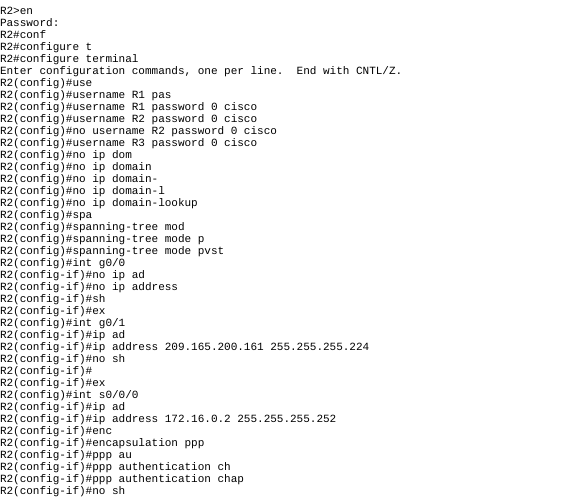 R2>en
Password:
R2#conf
R2#configure t
R2#configure terminal
Enter configuration commands, one per line.  End with CNTL/Z.
R2(config)#use
R2(config)#username R1 pas
R2(config)#username R1 password 0 cisco
R2(config)#username R2 password 0 cisco
R2(config)#no username R2 password 0 cisco
R2(config)#username R3 password 0 cisco
R2(config)#no ip dom
R2(config)#no ip domain
R2(config)#no ip domain-
R2(config)#no ip domain-l
R2(config)#no ip domain-lookup
R2(config)#spa
R2(config)#spanning-tree mod
R2(config)#spanning-tree mode p
R2(config)#spanning-tree mode pvst
R2(config)#int g0/0
R2(config-if)#no ip ad
R2(config-if)#no ip address
R2(config-if)#sh
R2(config-if)#ex
R2(config)#int g0/1
R2(config-if)#ip ad
R2(config-if)#ip address 209.165.200.161 255.255.255.224
R2(config-if)#no sh
R2(config-if)#
R2(config-if)#ex
R2(config)#int s0/0/0
R2(config-if)#ip ad
R2(config-if)#ip address 172.16.0.2 255.255.255.252
R2(config-if)#enc
R2(config-if)#encapsulation ppp
R2(config-if)#ppp au
R2(config-if)#ppp authentication ch
R2(config-if)#ppp authentication chap
R2(config-if)#no sh